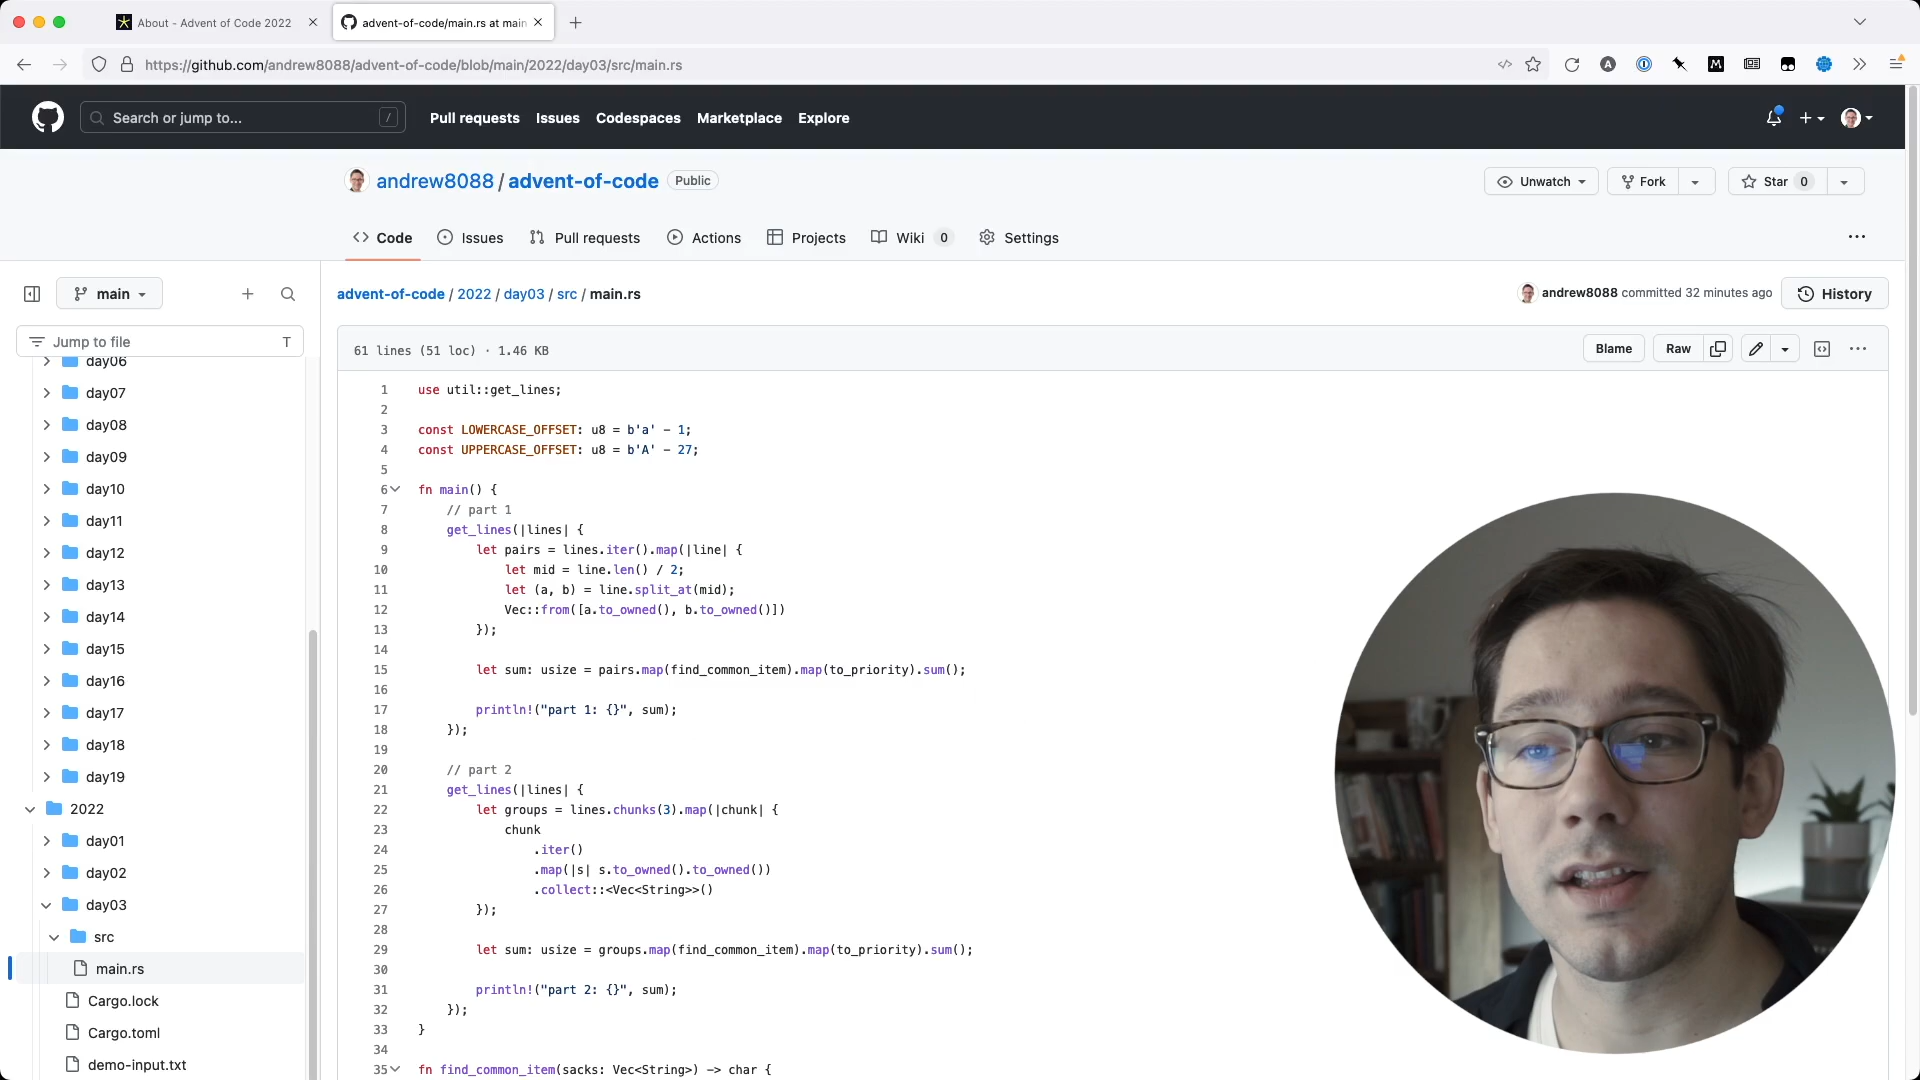 About - Advent of Code 2022
advent-of-code/main.rs at main
https://github.com/andrew8088/advent-of-code/blob/main/2022/day03/src/main.rs
Search or jump to... /
Pull requests Issues Codespaces Marketplace Explore
andrew8088 / advent-of-code Public
Unwatch Fork Star 0
Code Issues Pull requests Actions Projects Wiki 0 Settings
main
Jump to file T
day06
day07
day08
day09
day10
day11
day12
day13
day14
day15
day16
day17
day18
day19
2022
day01
day02
day03
src
main.rs
Cargo.lock
Cargo.toml
demo-input.txt
advent-of-code / 2022 / day03 / src / main.rs
andrew8088 committed 32 minutes ago History
61 lines (51 loc) · 1.46 KB
Blame Raw
1 use util::get_lines;
2
3 const LOWERCASE_OFFSET: u8 = b'a' - 1;
4 const UPPERCASE_OFFSET: u8 = b'A' - 27;
5
6 fn main() {
7 // part 1
8 get_lines(|lines| {
9 let pairs = lines.iter().map(|line| {
10 let mid = line.len() / 2;
11 let (a, b) = line.split_at(mid);
12 Vec::from([a.to_owned(), b.to_owned()])
13 });
14
15 let sum: usize = pairs.map(find_common_item).map(to_priority).sum();
16
17 println!("part 1: {}", sum);
18 });
19
20 // part 2
21 get_lines(|lines| {
22 let groups = lines.chunks(3).map(|chunk| {
23 chunk
24 .iter()
25 .map(|s| s.to_owned().to_owned())
26 .collect::<Vec<String>>()
27 });
28
29 let sum: usize = groups.map(find_common_item).map(to_priority).sum();
30
31 println!("part 2: {}", sum);
32 });
33 }
34
35 fn find_common_item(sacks: Vec<String>) -> char {